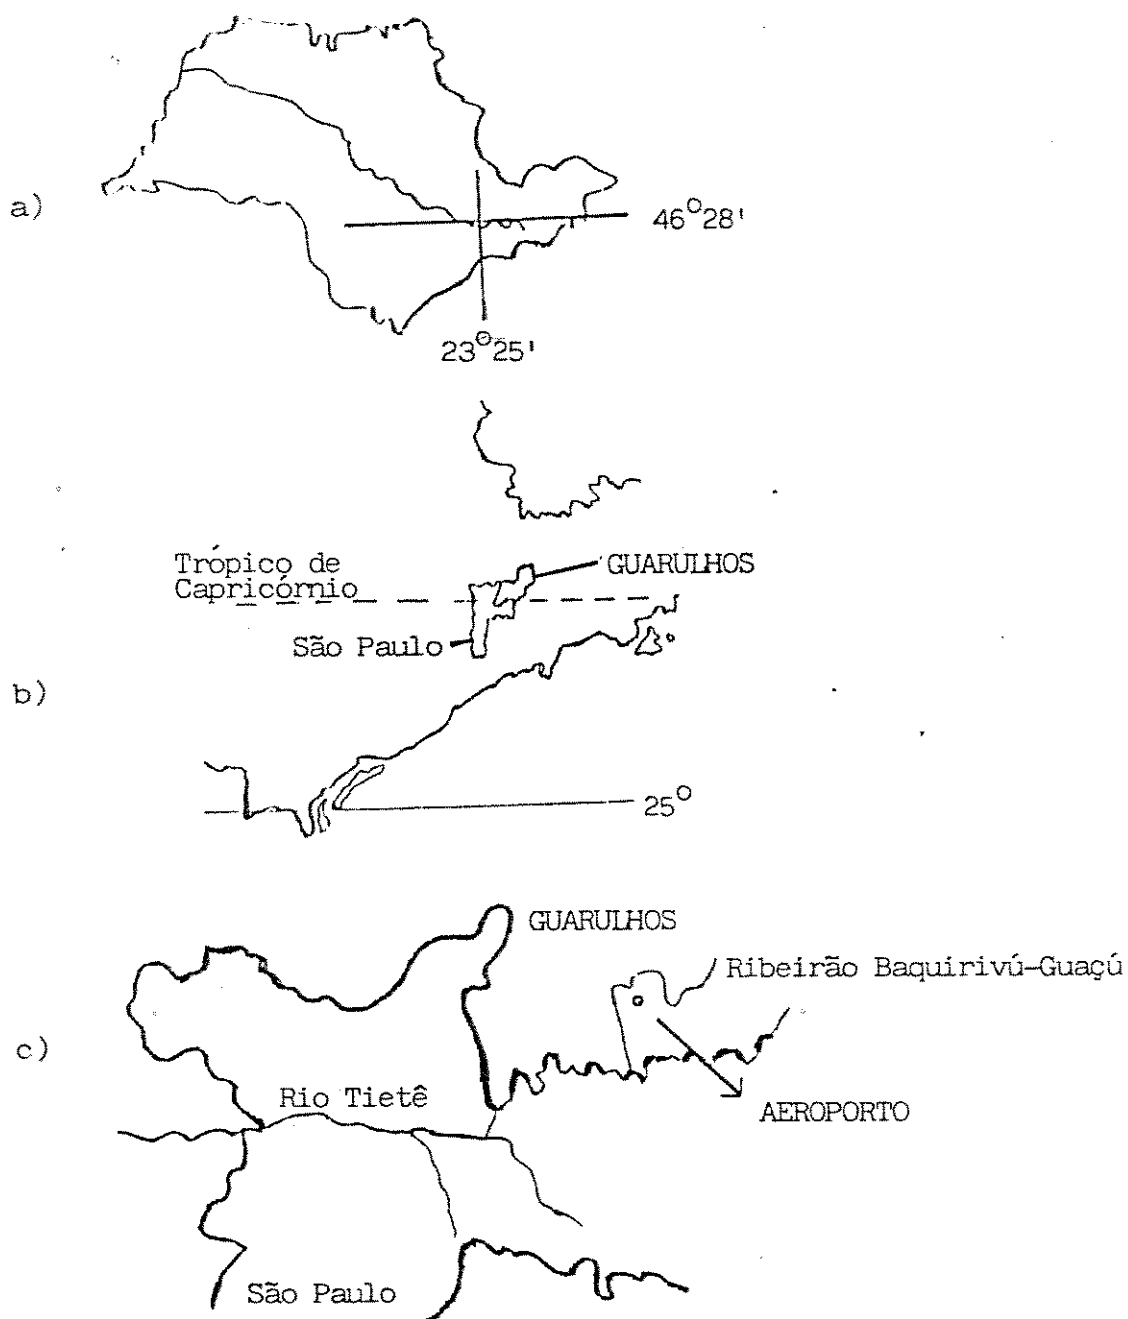 a)
46°28'
23°25'
Trópico de
Capricórnio
GUARULHOS
São Paulo
b)
25°
GUARULHOS
Ribeirão Baquirivú-Guaçú
c)
Rio Tietê
AEROPORTO
São Paulo